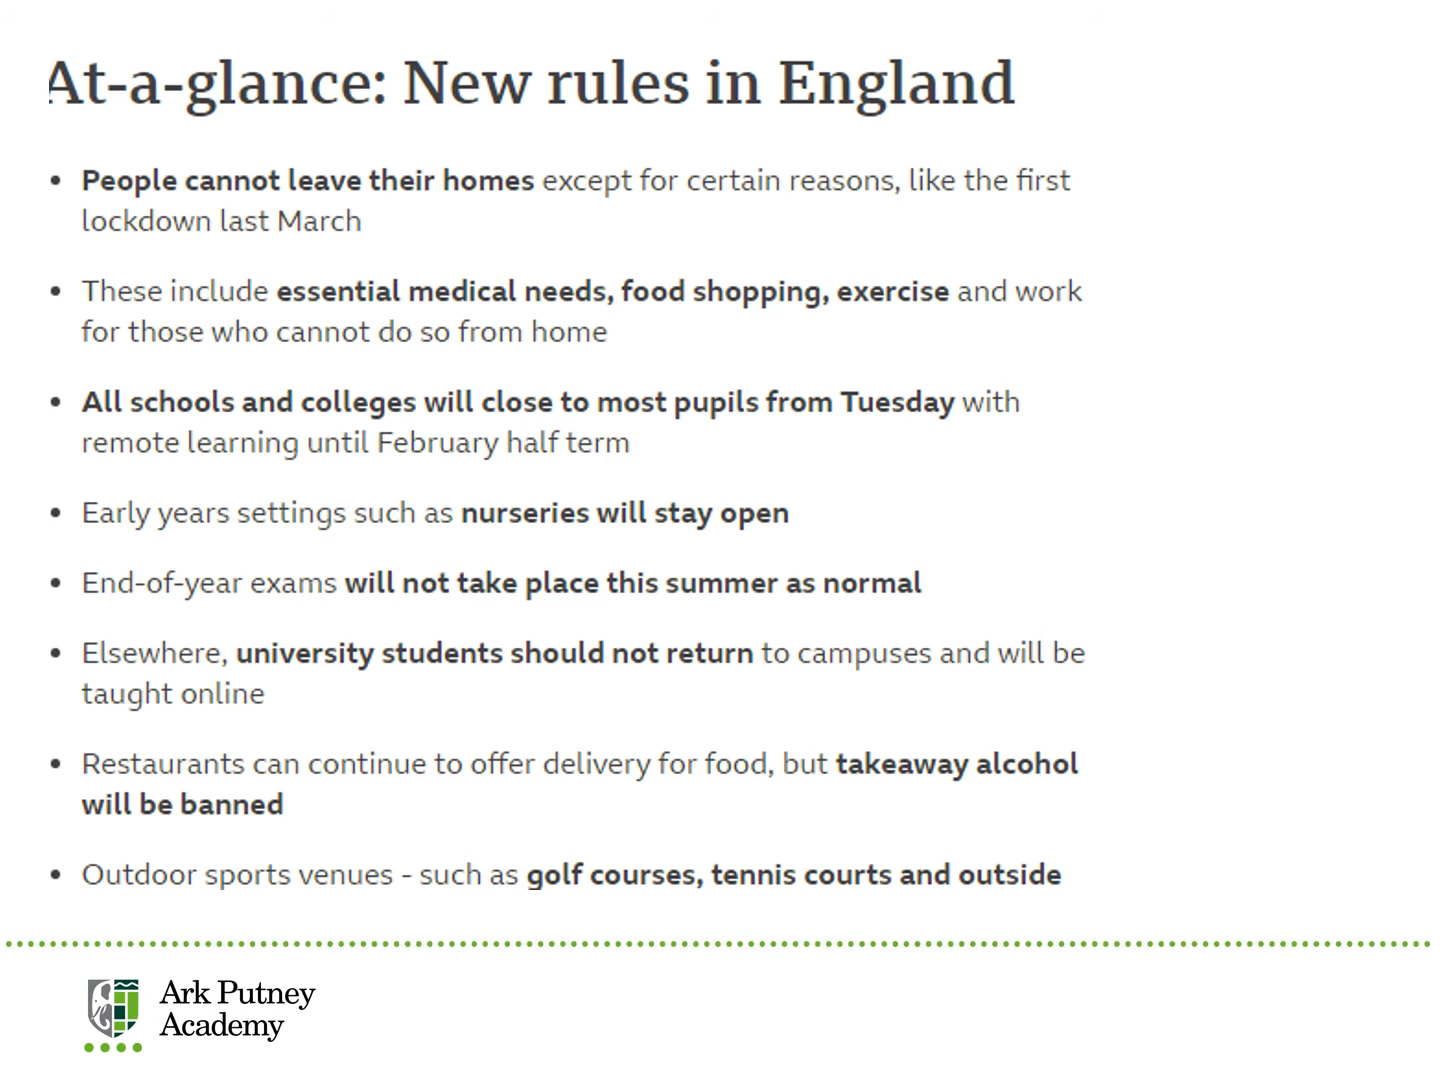 At-a-glance: New rules in England
• People cannot leave their homes except for certain reasons, like the first
lockdown last March
• These include essential medical needs, food shopping, exercise and work
for those who cannot do so from home
• All schools and colleges will close to most pupils from Tuesday with
remote learning until February half term
• Early years settings such as nurseries will stay open
• End-of-year exams will not take place this summer as normal
• Elsewhere, university students should not return to campuses and will be
taught online
• Restaurants can continue to offer delivery for food, but takeaway alcohol
will be banned
• Outdoor sports venues - such as golf courses, tennis courts and outside
Ark Putney
Academy